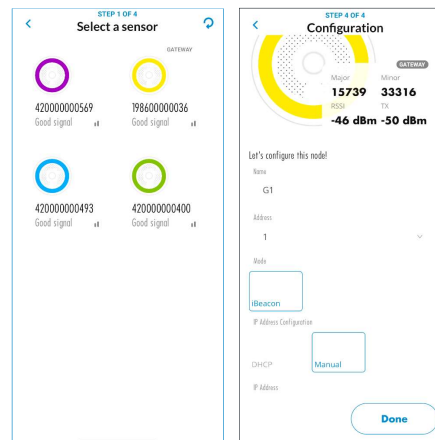 STEP 1 OF 4
Select a sensor
GATEWAY
420000000569
198600000036
Good signal
Good signal
420000000493
420000000400
Good signal
Good signal
STEP 4 OF 4
Configuration
GATEWAY
Major
Minor
15739
33316
RSSI
TX
-46 dBm
-50 dBm
Let's configure this node!
Name
G1
Address
1
Mode
iBeacon
IP Address Configuration
DHCP
Manual
IP Address
Done